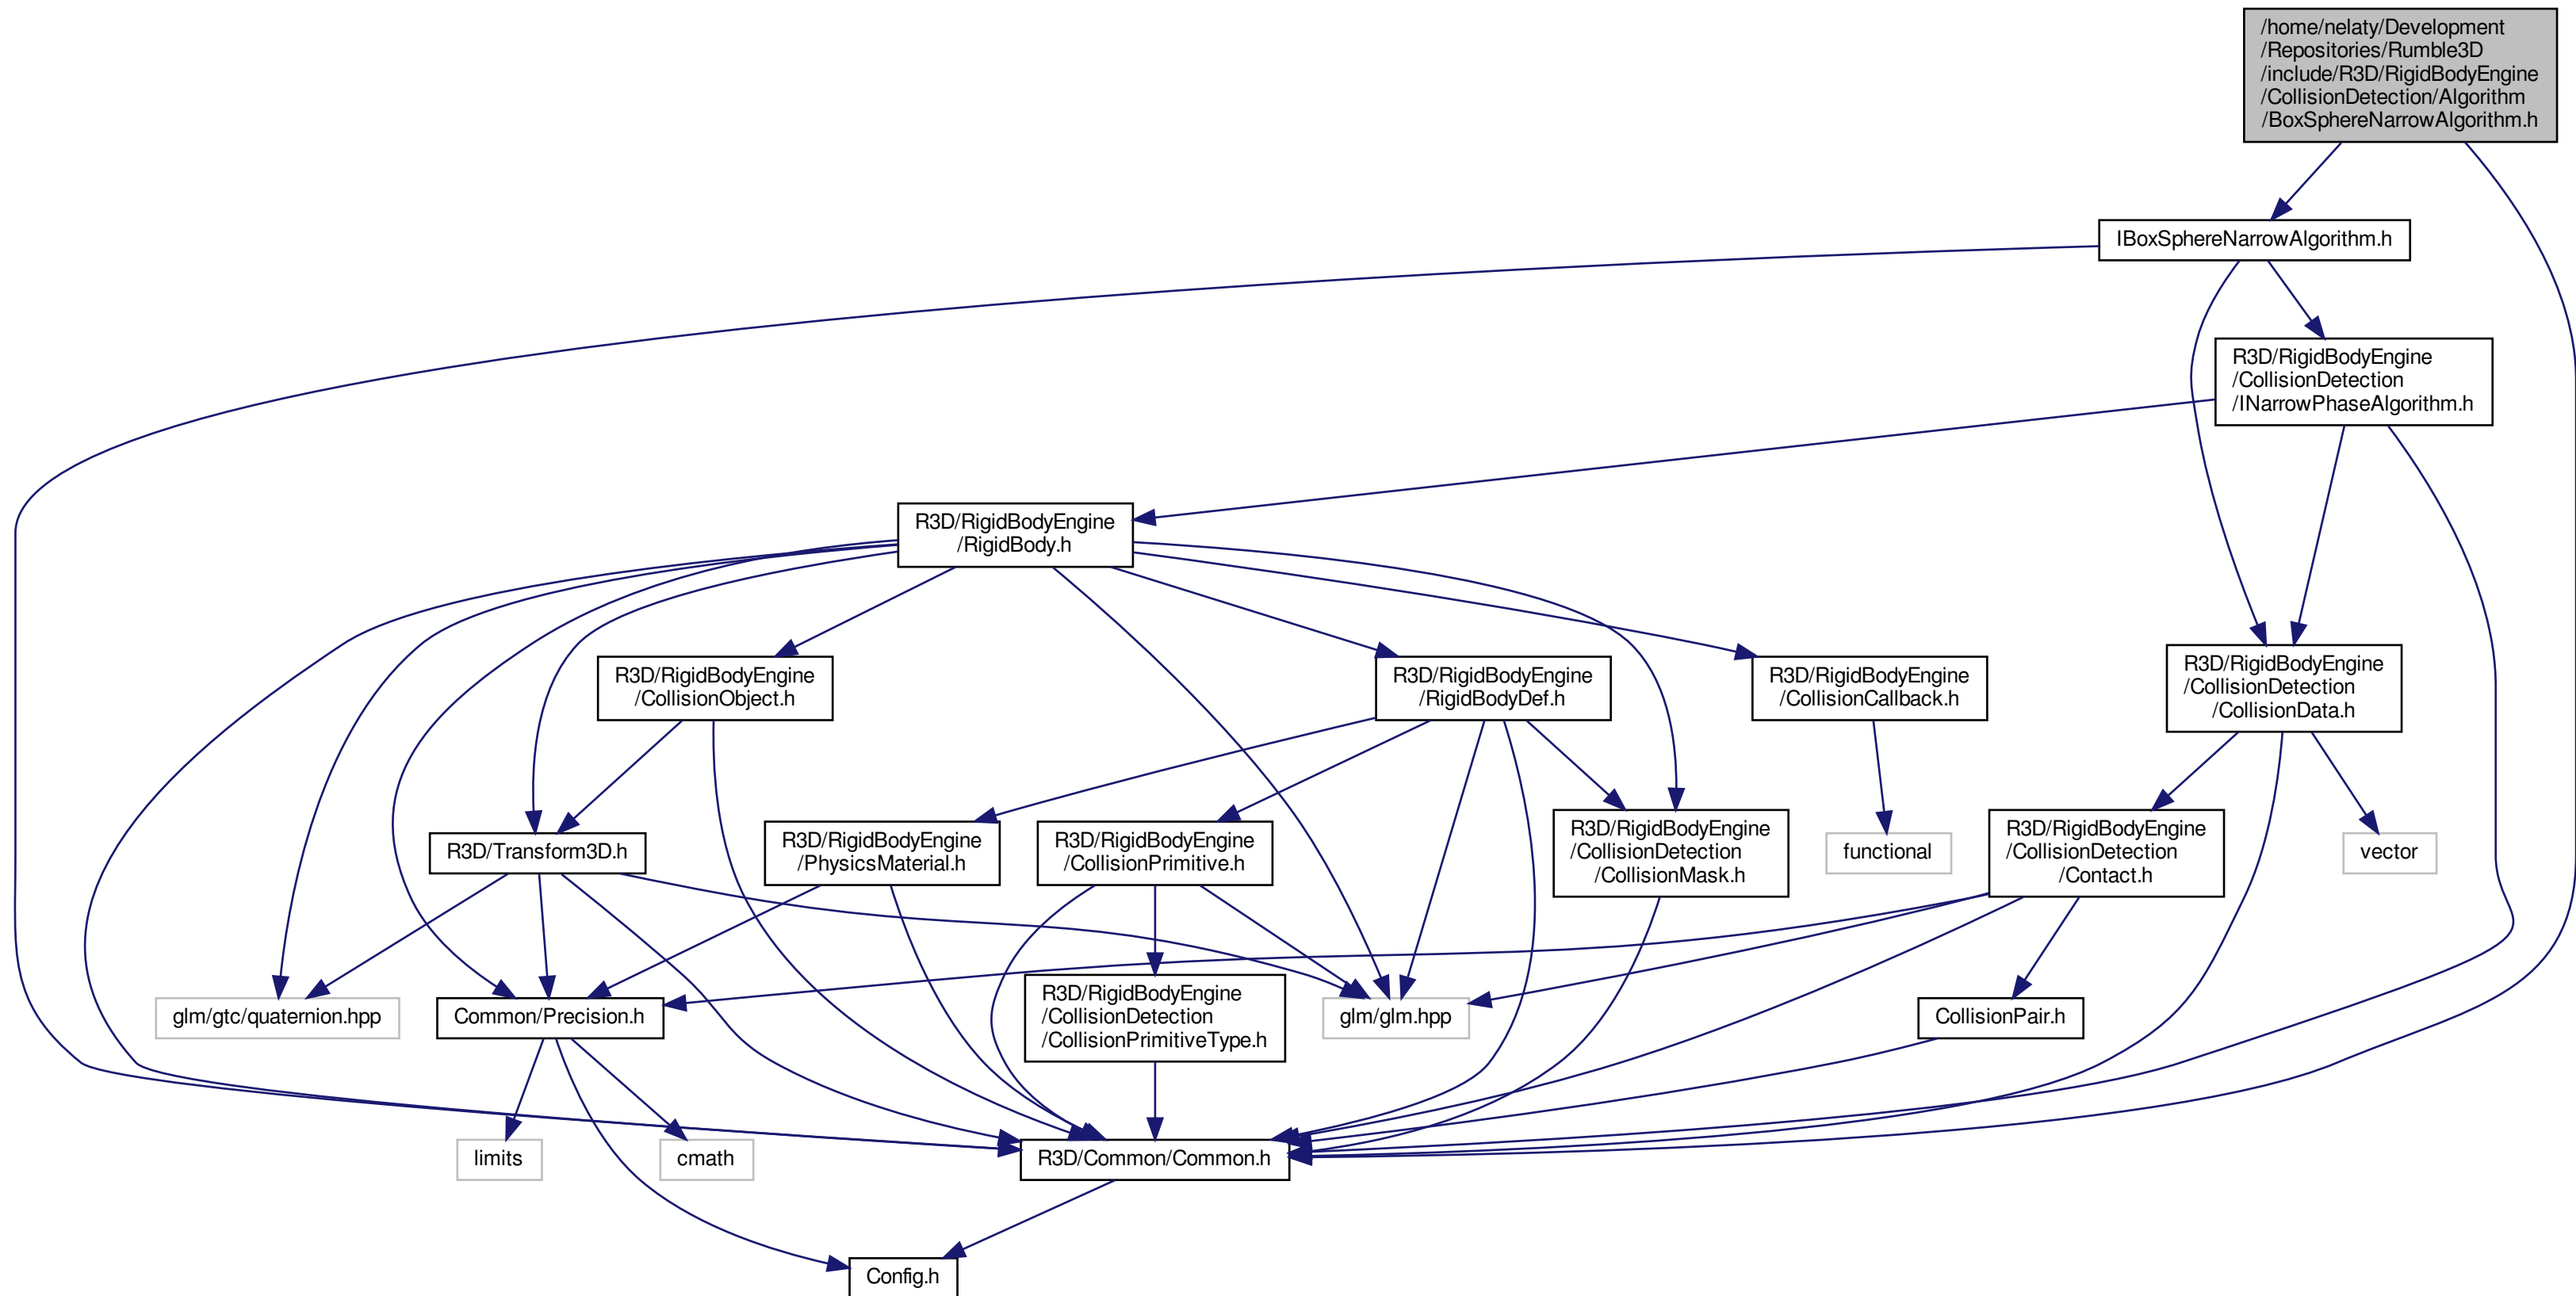 /home/nelaty/Development
/Repositories/Rumble3D
/include/R3D/RigidBodyEngine
/CollisionDetection/Algorithm
/BoxSphereNarrowAlgorithm.h
IBoxSphereNarrowAlgorithm.h
R3D/RigidBodyEngine
/CollisionDetection
/INarrowPhaseAlgorithm.h
R3D/RigidBodyEngine
/RigidBody.h
R3D/RigidBodyEngine
/CollisionObject.h
R3D/RigidBodyEngine
/RigidBodyDef.h
R3D/RigidBodyEngine
/CollisionCallback.h
R3D/RigidBodyEngine
/CollisionDetection
/CollisionData.h
R3D/Transform3D.h
R3D/RigidBodyEngine
/PhysicsMaterial.h
R3D/RigidBodyEngine
/CollisionPrimitive.h
R3D/RigidBodyEngine
/CollisionDetection
/CollisionMask.h
functional
R3D/RigidBodyEngine
/CollisionDetection
/Contact.h
vector
glm/gtc/quaternion.hpp
Common/Precision.h
R3D/RigidBodyEngine
/CollisionDetection
/CollisionPrimitiveType.h
glm/glm.hpp
CollisionPair.h
limits
cmath
R3D/Common/Common.h
Config.h